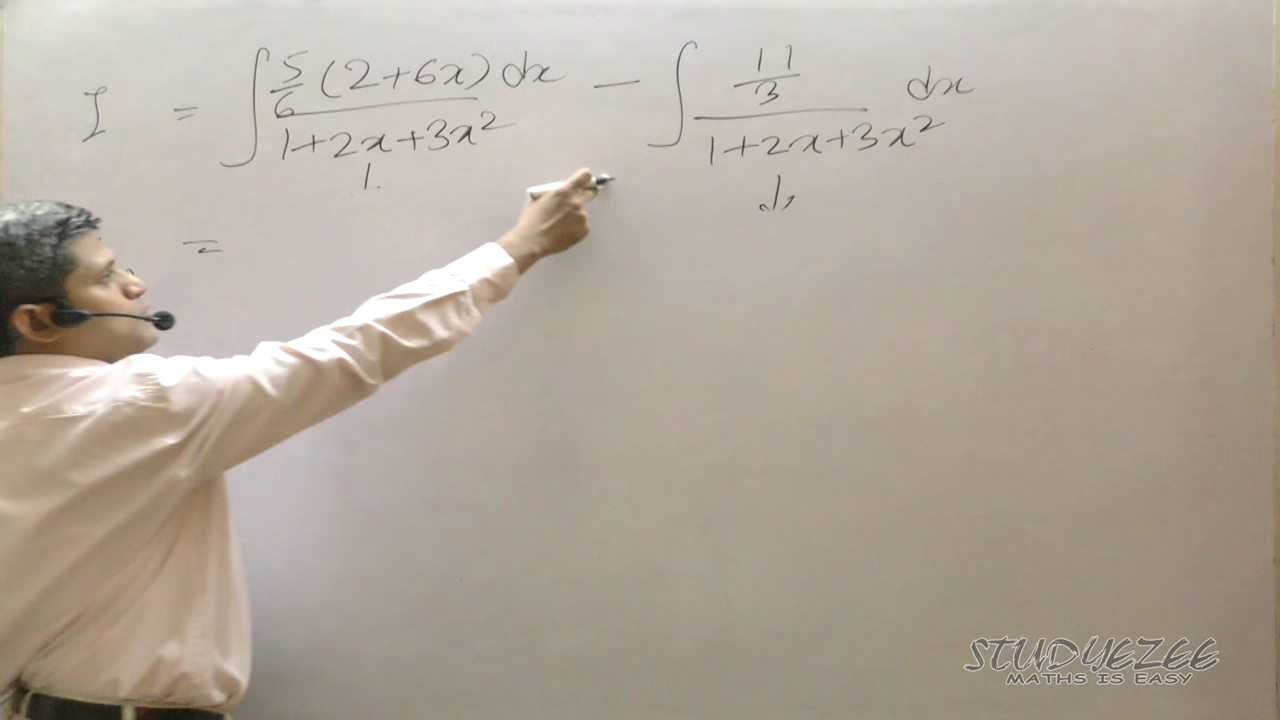 I = ∫ 5/6 (2+6x) dx / 1+2x+3x² − ∫ 11/3 / 1+2x+3x² dx
I₁ I₂
=
STUDYEZEE
MATHS IS EASY